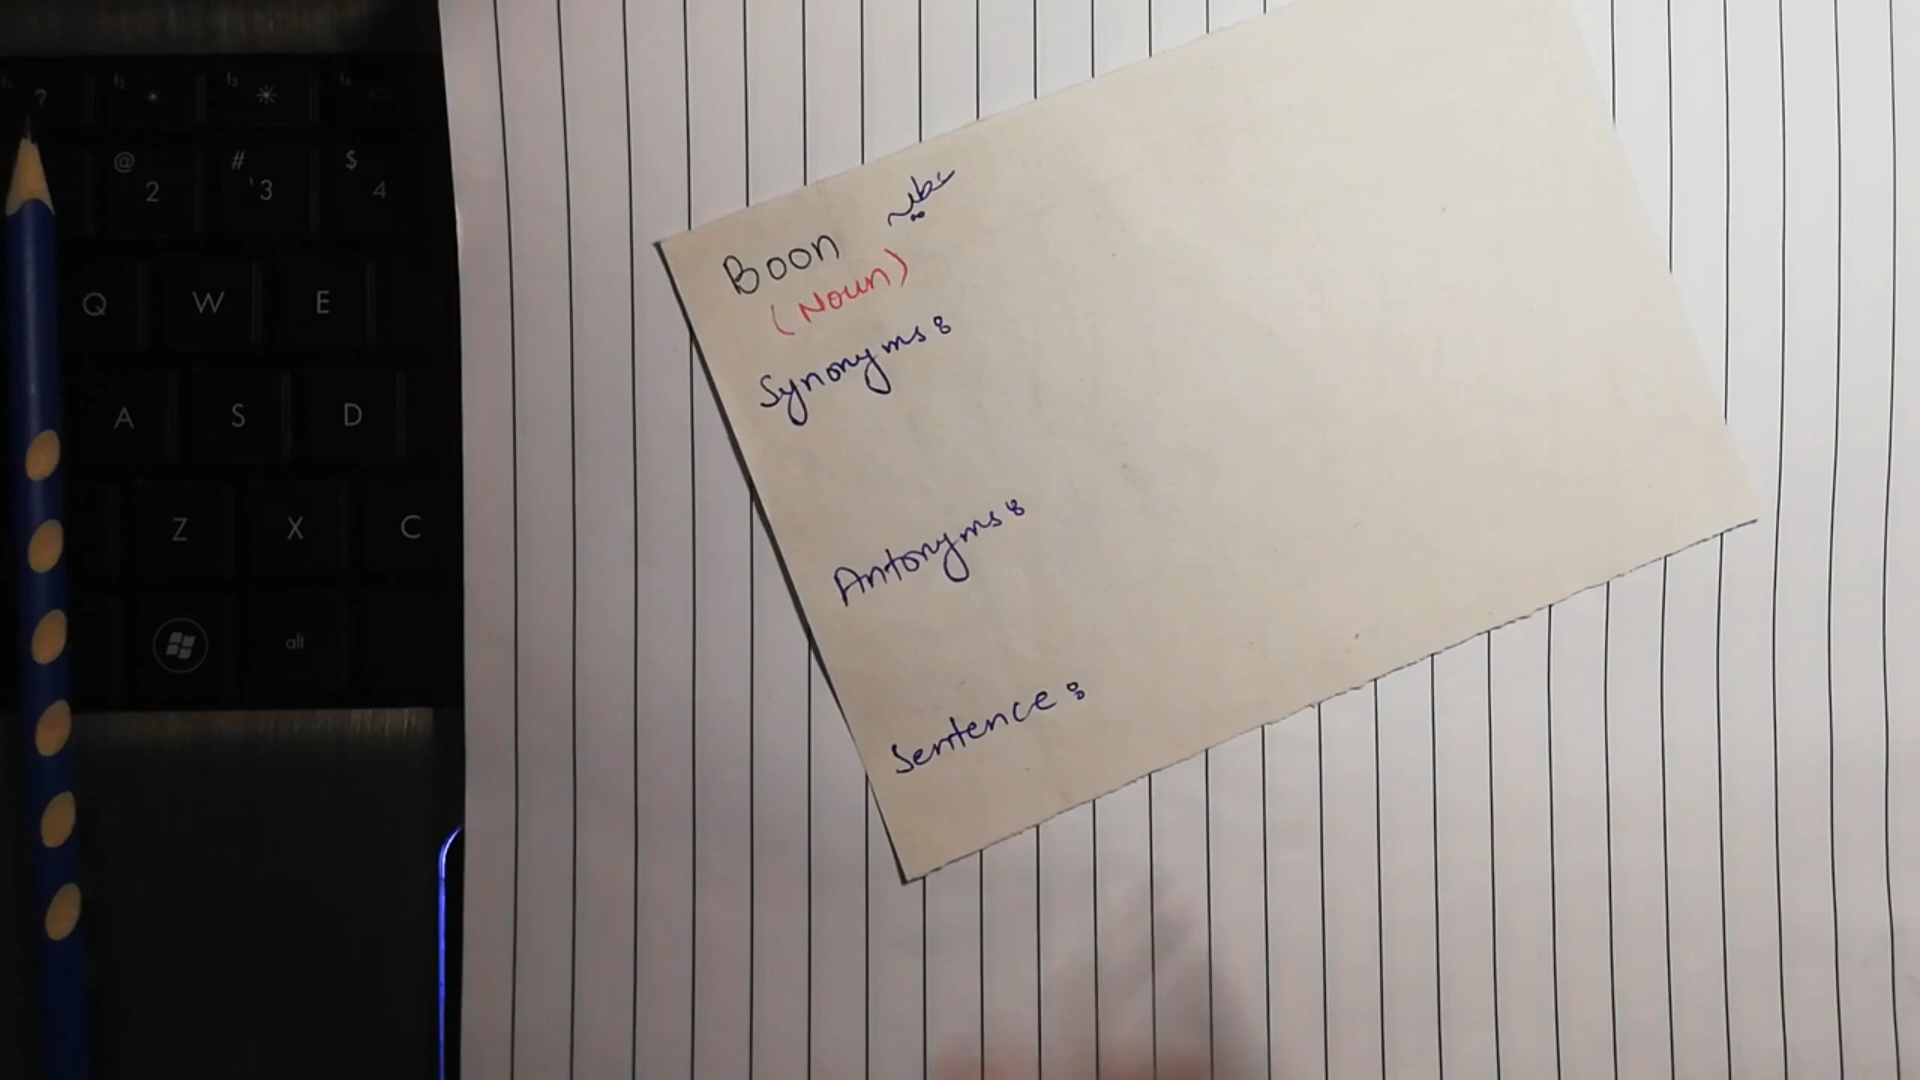 Boon عطیہ
(Noun)
Synonyms:
Antonyms:
Sentence:
?
@ # $
2 3 4
Q W E
A S D
Z X C
alt